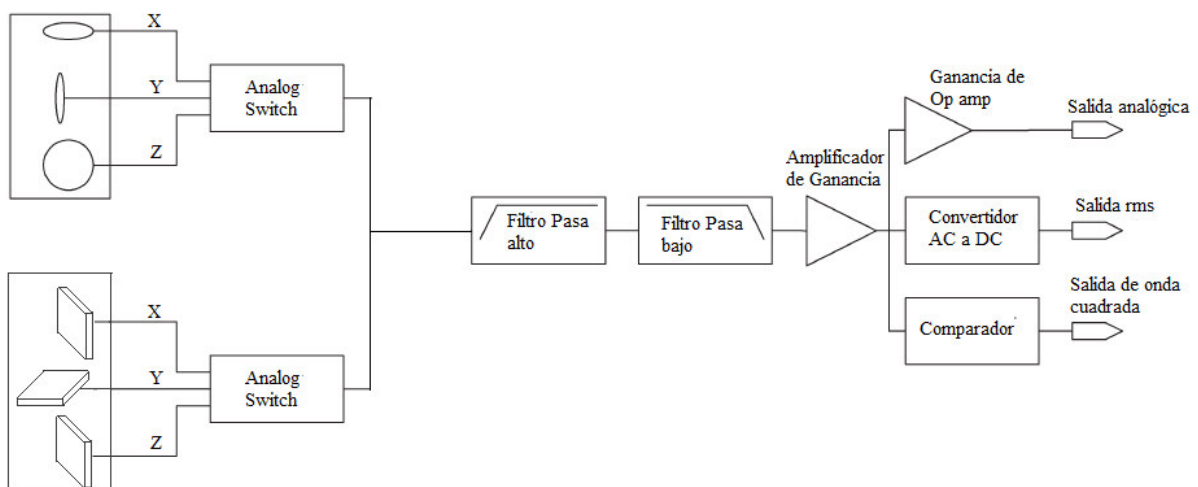 X
Y
Z
Analog
Switch
X
Y
Z
Analog
Switch
Filtro Pasa
alto
Filtro Pasa
bajo
Amplificador
de Ganancia
Ganancia de
Op amp
Salida analógica
Convertidor
AC a DC
Salida rms
Comparador
Salida de onda
cuadrada